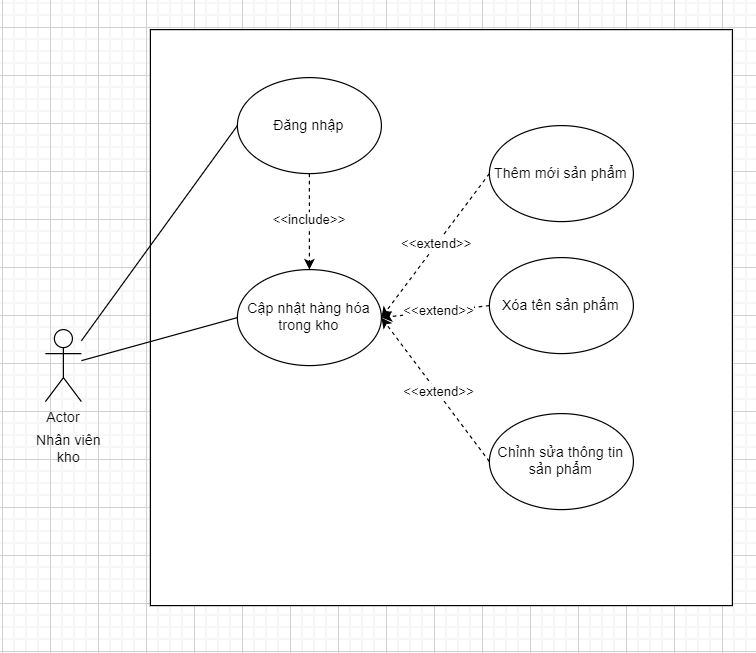 Đăng nhập
<<include>>
Cập nhật hàng hóa
trong kho
Thêm mới sản phẩm
<<extend>>
Xóa tên sản phẩm
<<extend>>
<<extend>>
Chỉnh sửa thông tin
sản phẩm
Actor
Nhân viên
kho